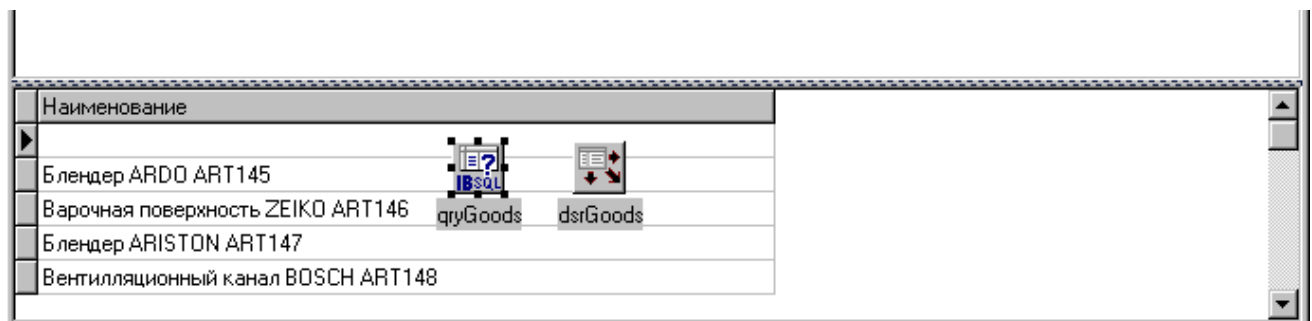 Наименование
Блендер ARDO ART145
Варочная поверхность ZEIKO ART146
Блендер ARISTON ART147
Вентилляционный канал BOSCH ART148
?
IBSQL
qryGoods
dsrGoods